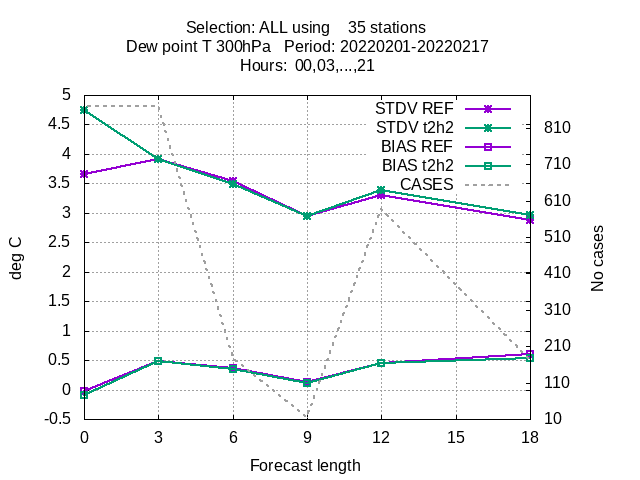 Selection: ALL using    35 stations
Dew point T 300hPa   Period: 20220201-20220217
Hours:  00,03,...,21
STDV REF
STDV t2h2
BIAS REF
BIAS t2h2
CASES
5
4.5
4
3.5
3
2.5
2
1.5
1
0.5
0
-0.5
deg C
810
710
610
510
410
310
210
110
10
No cases
0 3 6 9 12 15 18
Forecast length